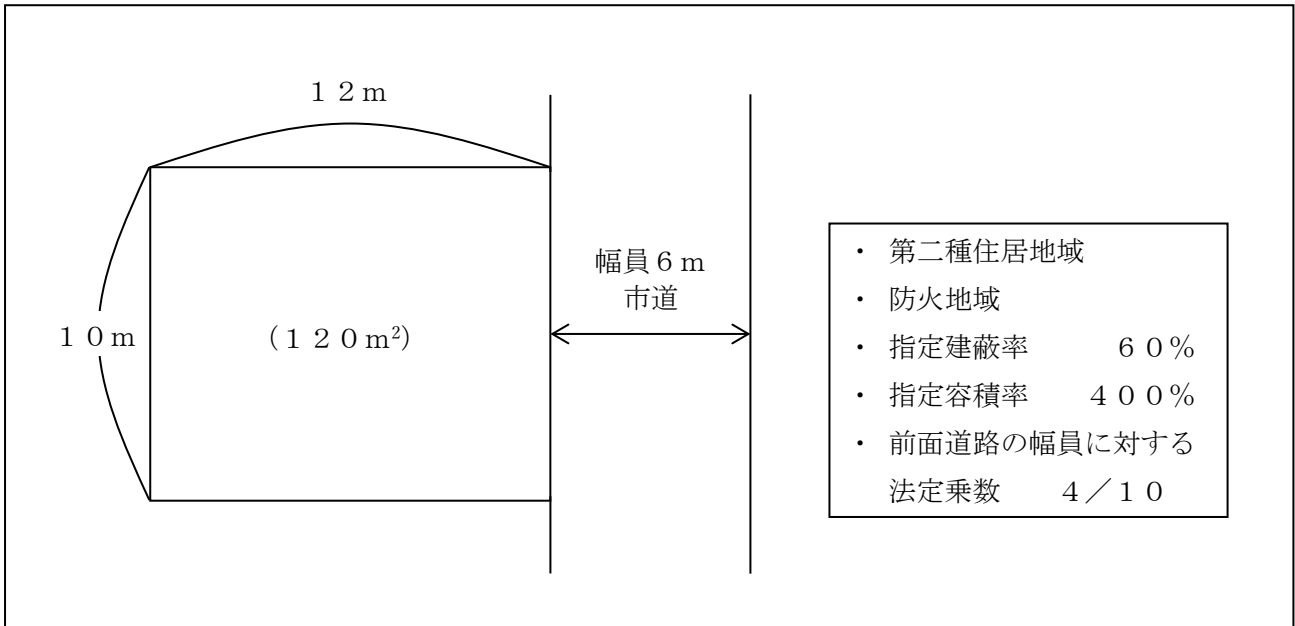 １２ｍ
幅員６ｍ
市道
１０ｍ
（１２０㎡）
・ 第二種住居地域
・ 防火地域
・ 指定建蔽率　　６０％
・ 指定容積率　　４００％
・ 前面道路の幅員に対する
法定乗数　　４／１０